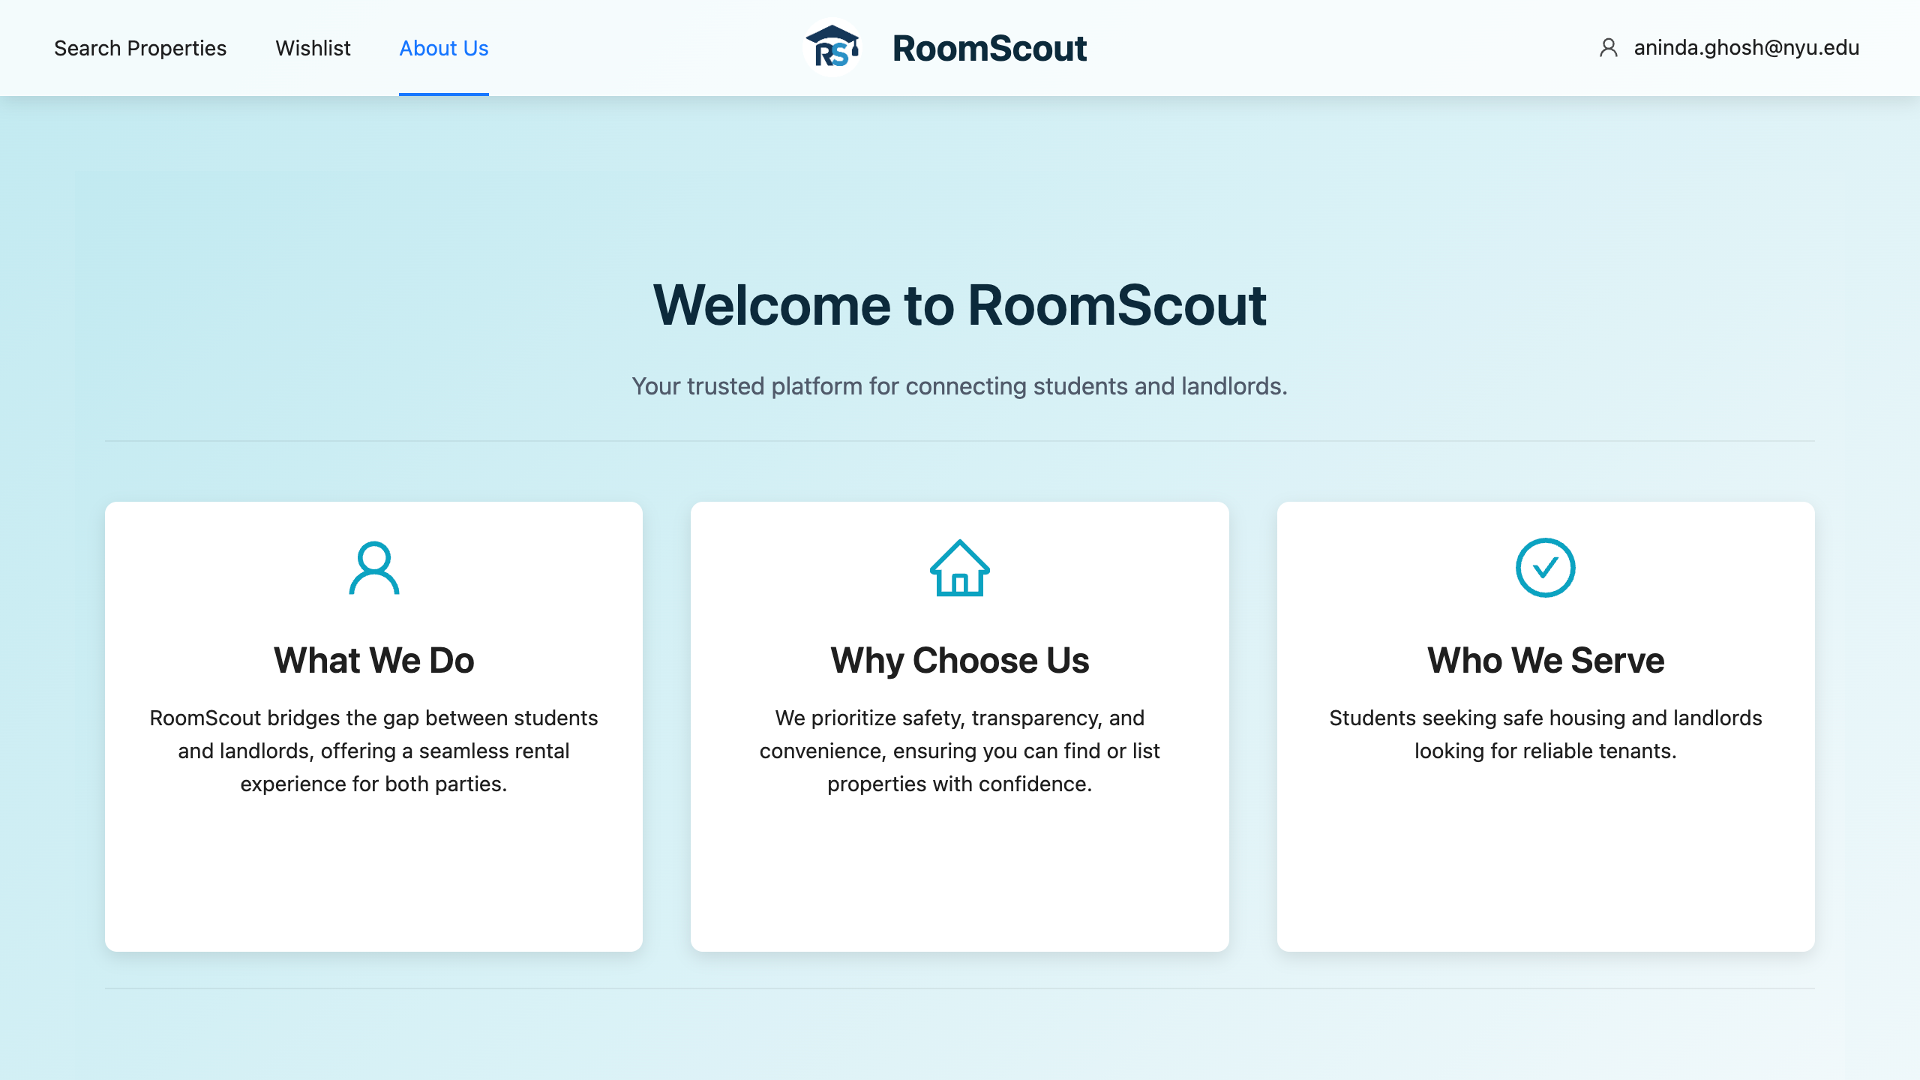 Search Properties
Wishlist
About Us
RS
RoomScout
aninda.ghosh@nyu.edu
Welcome to RoomScout
Your trusted platform for connecting students and landlords.
What We Do
RoomScout bridges the gap between students
and landlords, offering a seamless rental
experience for both parties.
Why Choose Us
We prioritize safety, transparency, and
convenience, ensuring you can find or list
properties with confidence.
Who We Serve
Students seeking safe housing and landlords
looking for reliable tenants.